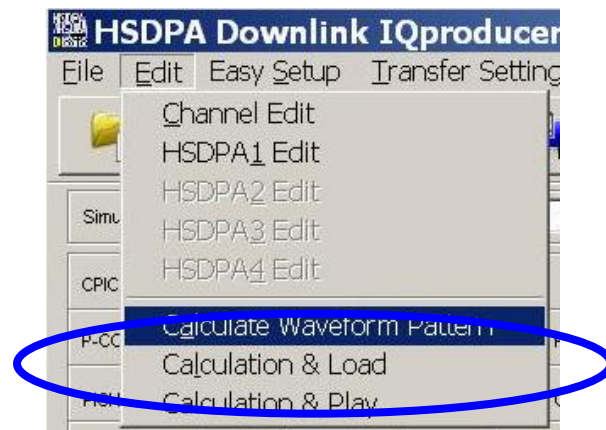 HSDPA Downlink IQproducer
File Edit Easy Setup Transfer Setting
Channel Edit
HSDPA1 Edit
HSDPA2 Edit
HSDPA3 Edit
HSDPA4 Edit
Simu
CPIC
Calculate Waveform Pattern
P-CC
Calculation & Load
Calculation & Play